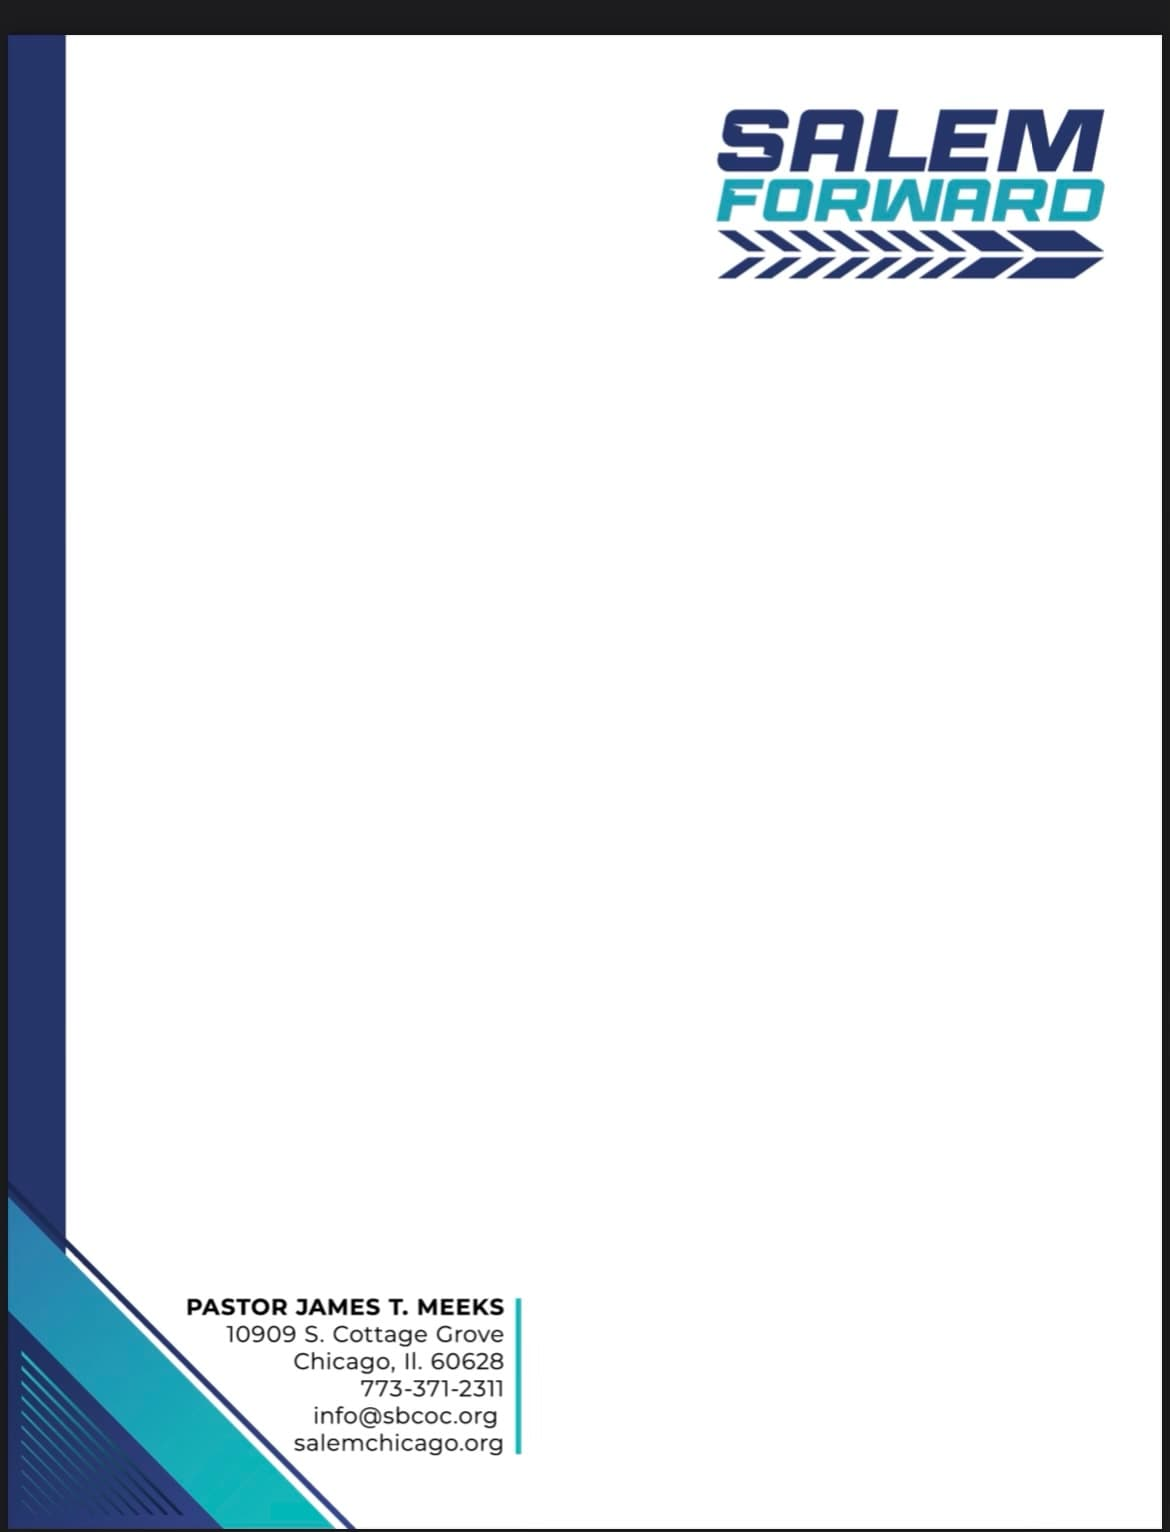 SALEM
FORWARD
PASTOR JAMES T. MEEKS
10909 S. Cottage Grove
Chicago, Il. 60628
773-371-2311
info@sbcoc.org
salemchicago.org